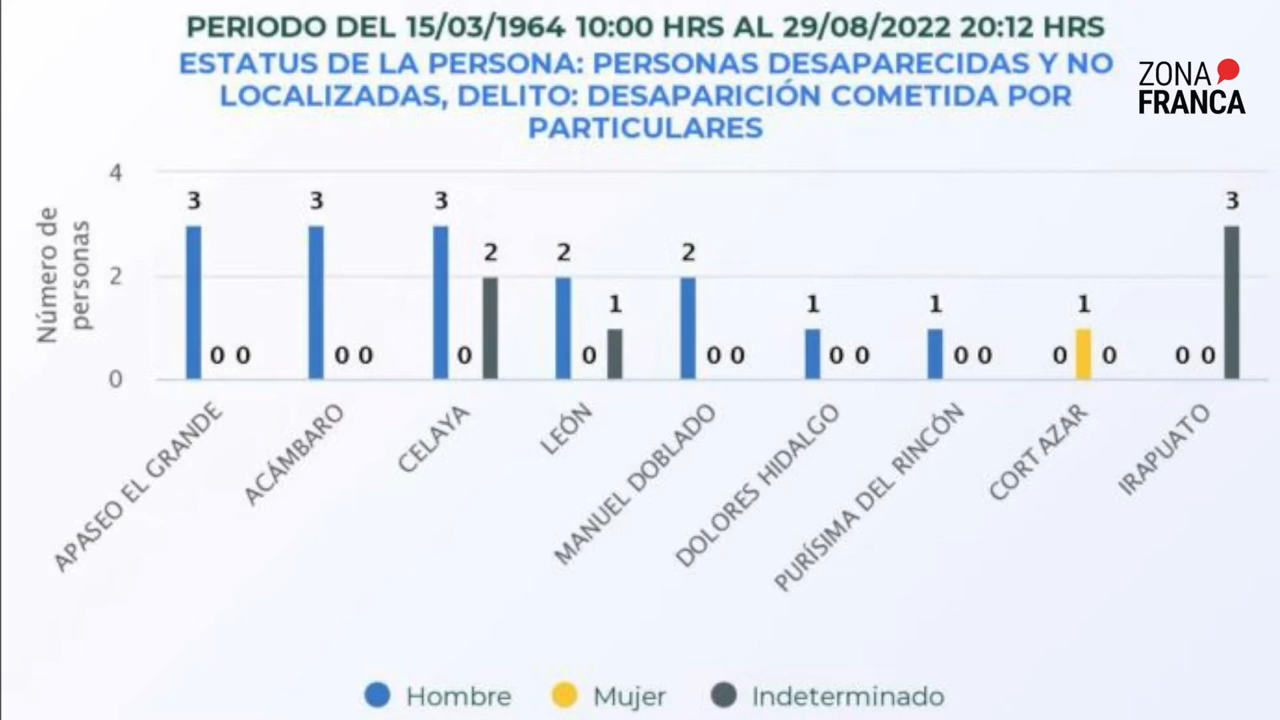 PERIODO DEL 15/03/1964 10:00 HRS AL 29/08/2022 20:12 HRS
ESTATUS DE LA PERSONA: PERSONAS DESAPARECIDAS Y NO
LOCALIZADAS, DELITO: DESAPARICIÓN COMETIDA POR
PARTICULARES
ZONA
FRANCA
Número de
personas
4
2
0
3 0 0
3 0 0
3 0 2
2 0 1
2 0 0
1 0 0
1 0 0
0 1 0
0 0 3
APASEO EL GRANDE
ACÁMBARO
CELAYA
LEÓN
MANUEL DOBLADO
DOLORES HIDALGO
PURÍSIMA DEL RINCÓN
CORTAZAR
IRAPUATO
Hombre
Mujer
Indeterminado